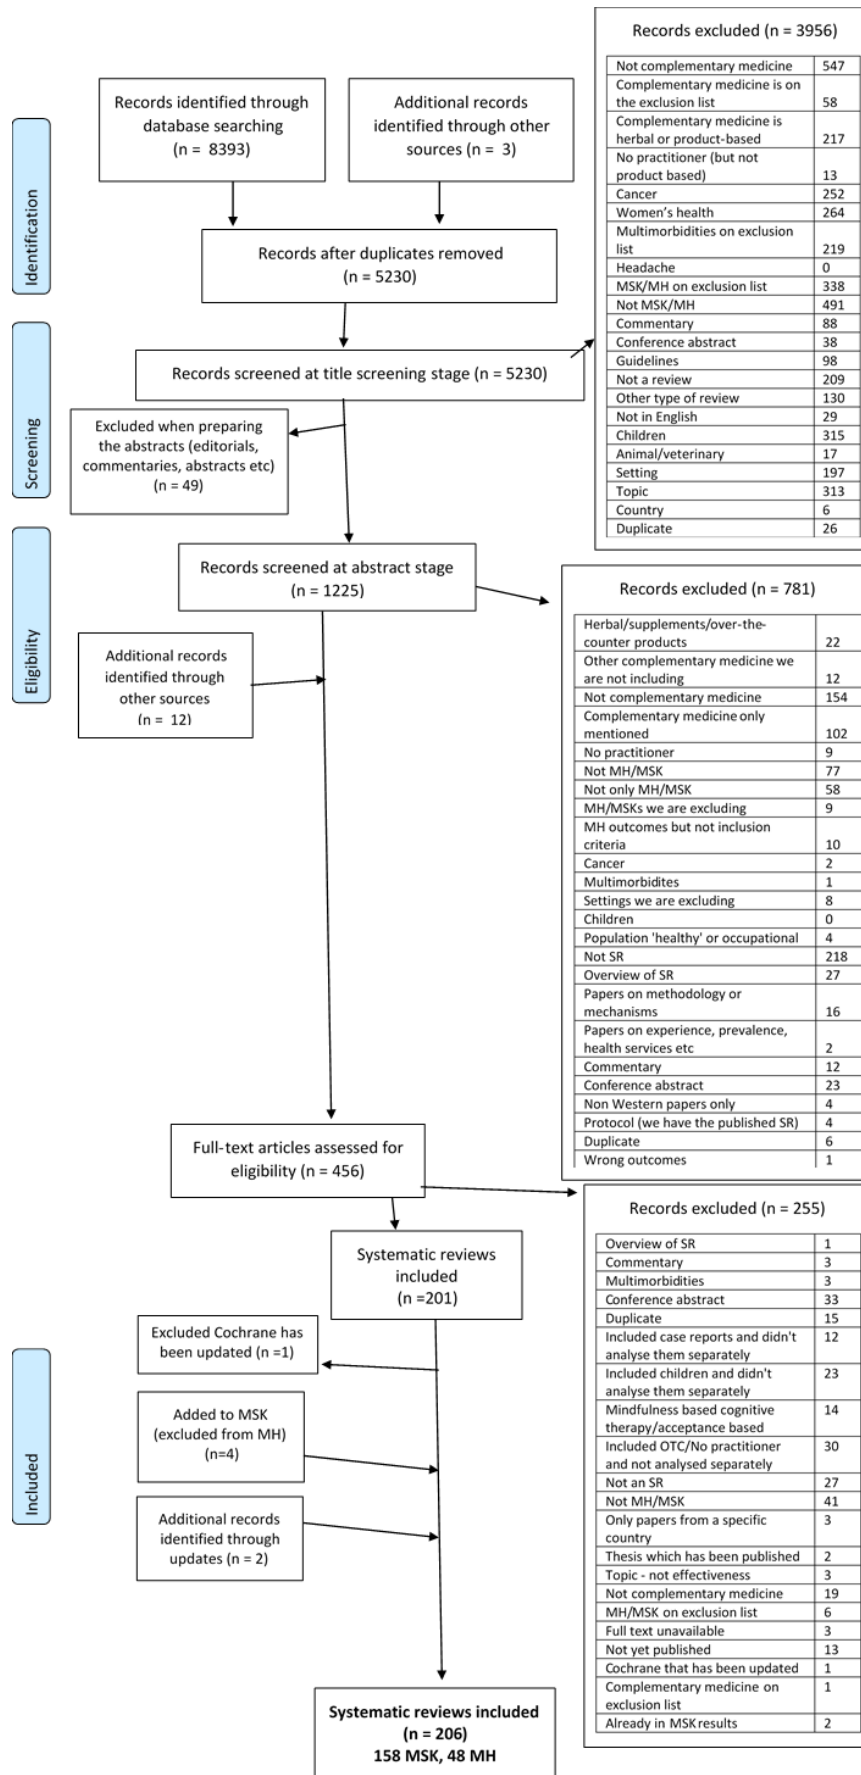 Records excluded (n = 3956)
Not complementary medicine 547
Complementary medicine is on
the exclusion list 58
Complementary medicine is
herbal or product-based 217
No practitioner (but not
product based) 13
Cancer 252
Women's health 264
Multimorbidities on exclusion
list 219
Headache 0
MSK/MH on exclusion list 338
Not MSK/MH 491
Commentary 88
Conference abstract 38
Guidelines 98
Not a review 209
Other type of review 130
Not in English 29
Children 315
Animal/veterinary 17
Setting 197
Topic 313
Country 6
Duplicate 26
Identification
Records identified through
database searching
(n = 8393)
Additional records
identified through other
sources (n = 3)
Records after duplicates removed
(n = 5230)
Screening
Records screened at title screening stage (n = 5230)
Excluded when preparing
the abstracts (editorials,
commentaries, abstracts etc)
(n = 49)
Eligibility
Records screened at abstract stage
(n = 1225)
Additional records
identified through
other sources
(n = 12)
Records excluded (n = 781)
Herbal/supplements/over-the-
counter products 22
Other complementary medicine we
are not including 12
Not complementary medicine 154
Complementary medicine only
mentioned 102
No practitioner 9
Not MH/MSK 77
Not only MH/MSK 58
MH/MSKs we are excluding 9
MH outcomes but not inclusion
criteria 10
Cancer 2
Multimorbidites 1
Settings we are excluding 8
Children 0
Population 'healthy' or occupational 4
Not SR 218
Overview of SR 27
Papers on methodology or
mechanisms 16
Papers on experience, prevalence,
health services etc 2
Commentary 12
Conference abstract 23
Non Western papers only 4
Protocol (we have the published SR) 4
Duplicate 6
Wrong outcomes 1
Full-text articles assessed for
eligibility (n = 456)
Records excluded (n = 255)
Overview of SR 1
Commentary 3
Multimorbidities 3
Conference abstract 33
Duplicate 15
Included case reports and didn't 12
analyse them separately
Included children and didn't 23
analyse them separately
Mindfulness based cognitive 14
therapy/acceptance based
Included OTC/No practitioner 30
and not analysed separately
Not an SR 27
Not MH/MSK 41
Only papers from a specific 3
country
Thesis which has been published 2
Topic - not effectiveness 3
Not complementary medicine 19
MH/MSK on exclusion list 6
Full text unavailable 3
Not yet published 13
Cochrane that has been updated 1
Complementary medicine on 1
exclusion list
Already in MSK results 2
Systematic reviews
included
(n =201)
Included
Excluded Cochrane has
been updated (n =1)
Added to MSK
(excluded from MH)
(n=4)
Additional records
identified through
updates (n = 2)
Systematic reviews included
(n = 206)
158 MSK, 48 MH